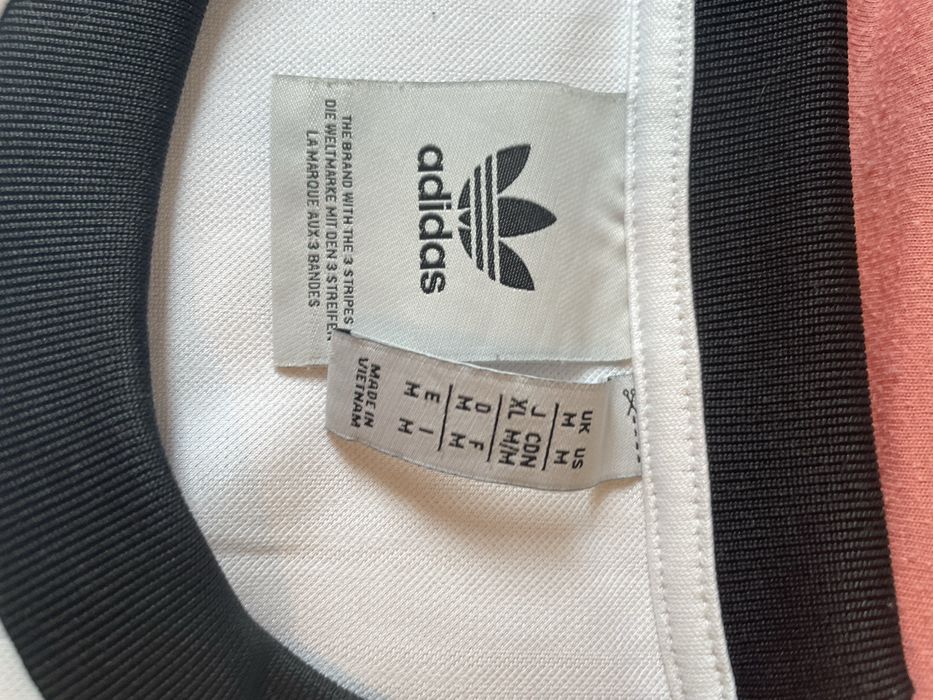 adidas
THE BRAND WITH THE 3 STRIPES
DIE WELTMARKE MIT DEN 3 STREIFEN
LA MARQUE AUX 3 BANDES
UK US
M M
J CDN
XL M/M
D F
M M
E I
M M
MADE IN
VIETNAM